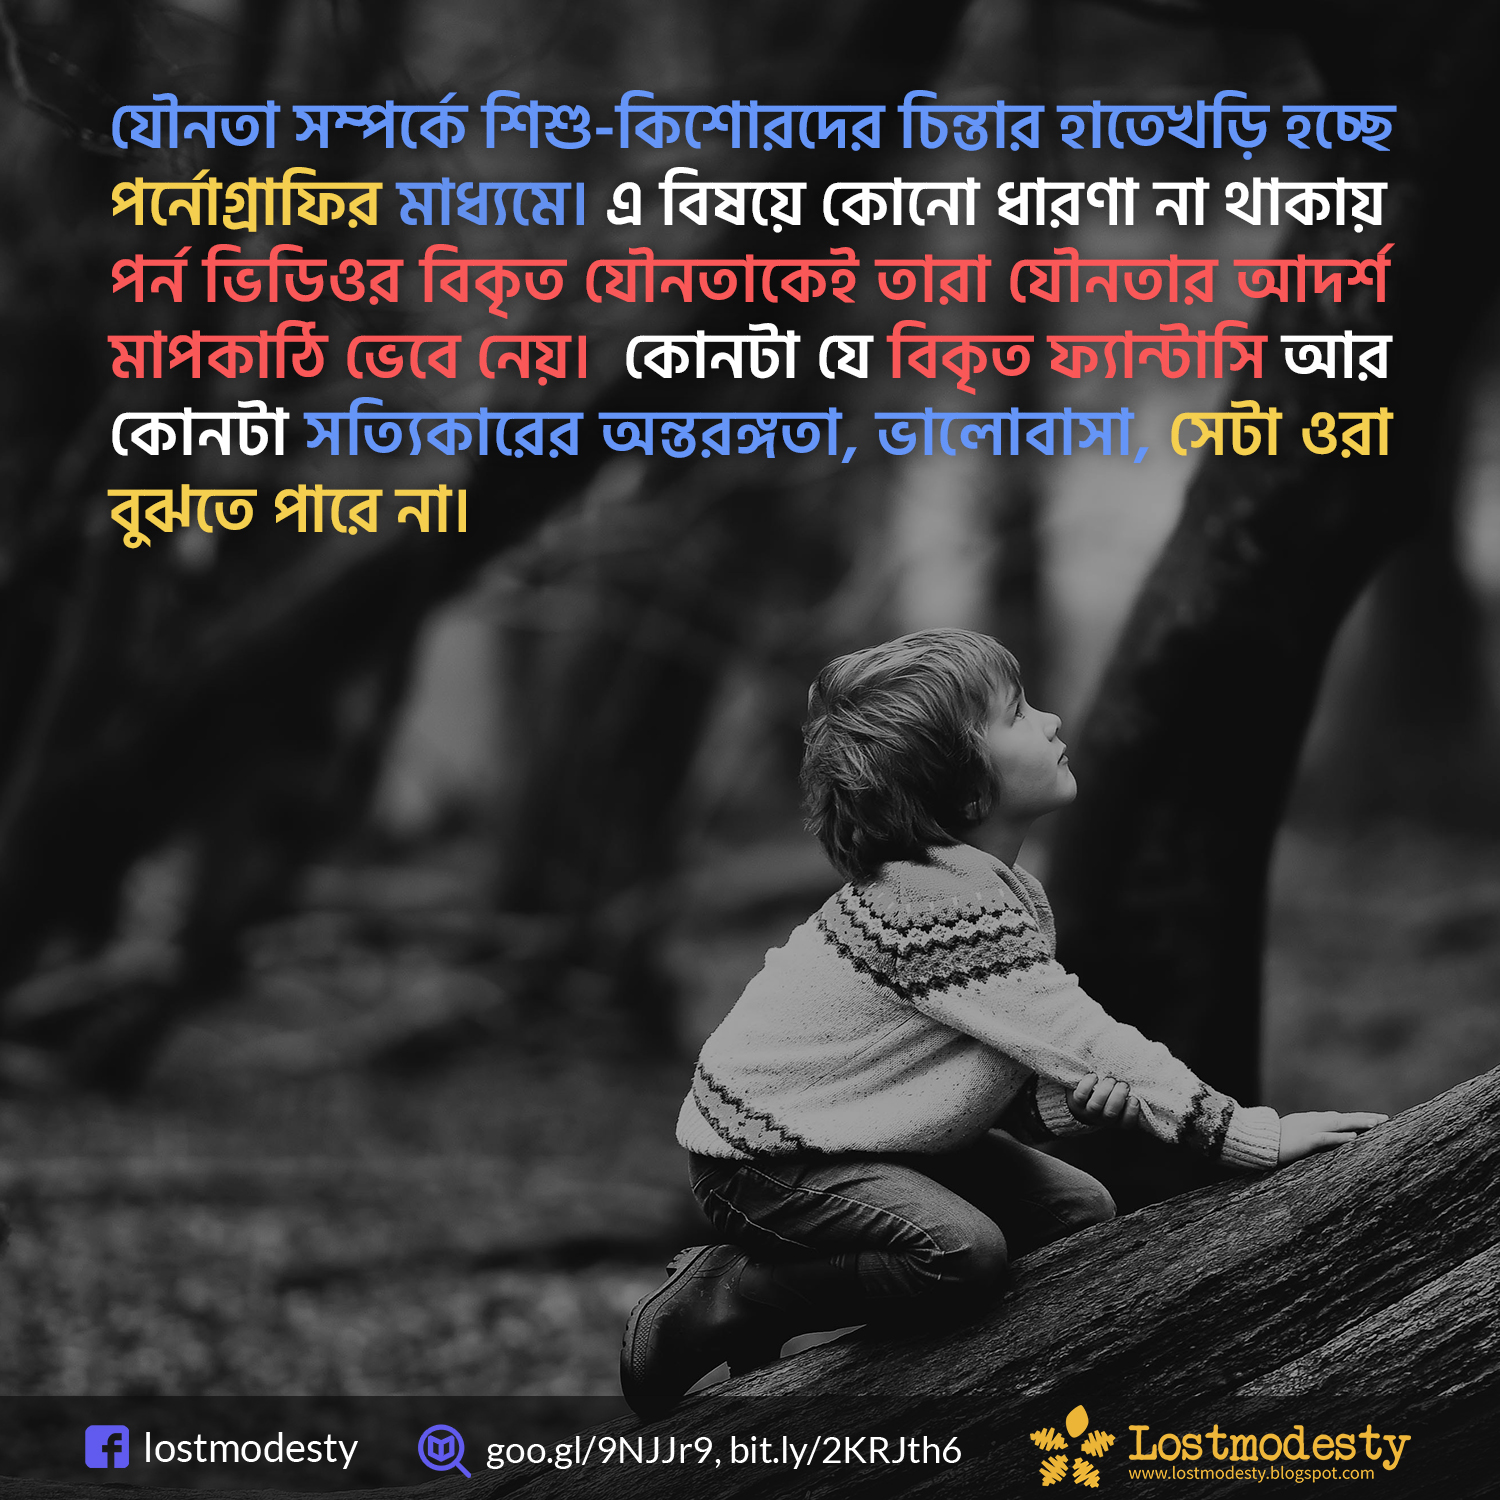 যৌনতা সম্পর্কে শিশু-কিশোরদের চিন্তার হাতেখড়ি হচ্ছে
পর্নোগ্রাফির মাধ্যমে। এ বিষয়ে কোনো ধারণা না থাকায়
পর্ন ভিডিওর বিকৃত যৌনতাকেই তারা যৌনতার আদর্শ
মাপকাঠি ভেবে নেয়। কোনটা যে বিকৃত ফ্যান্টাসি আর
কোনটা সত্যিকারের অন্তরঙ্গতা, ভালোবাসা, সেটা ওরা
বুঝতে পারে না।
lostmodesty
goo.gl/9NJJr9, bit.ly/2KRJth6
Lostmodesty
www.lostmodesty.blogspot.com